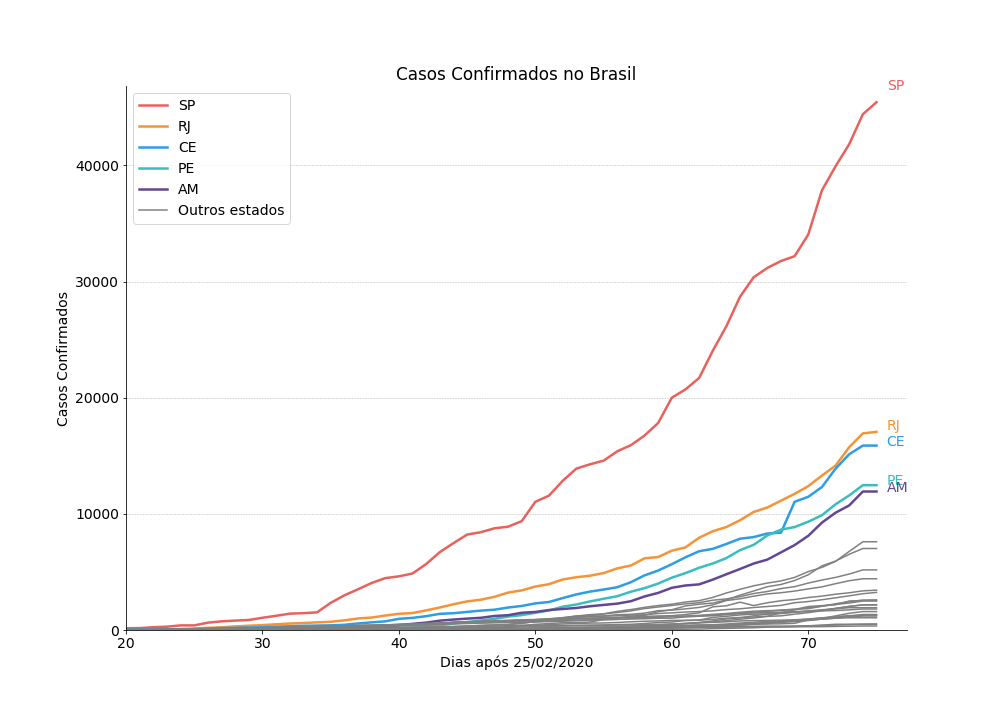 Casos Confirmados no Brasil
SP
RJ
CE
PE
AM
Outros estados
SP
RJ
CE
PE
AM
40000
30000
20000
10000
0
Casos Confirmados
20
30
40
50
60
70
Dias após 25/02/2020